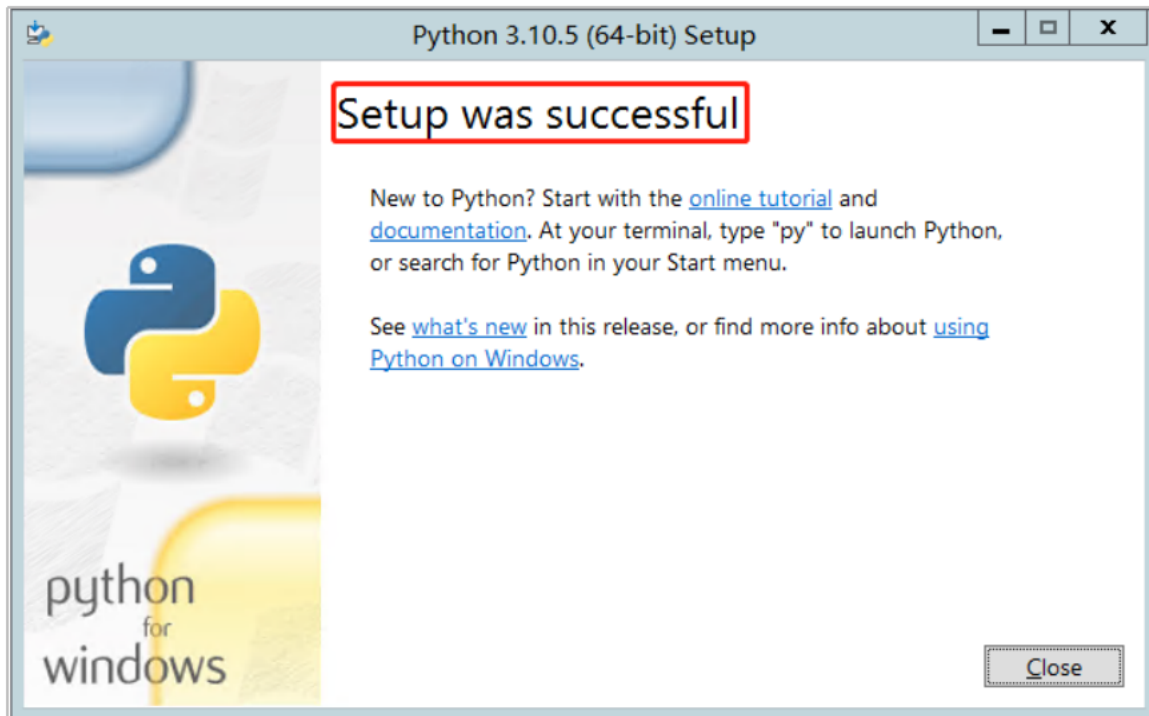 Python 3.10.5 (64-bit) Setup
Setup was successful
New to Python? Start with the online tutorial and
documentation. At your terminal, type "py" to launch Python,
or search for Python in your Start menu.
See what's new in this release, or find more info about using
Python on Windows.
python
for
windows
Close